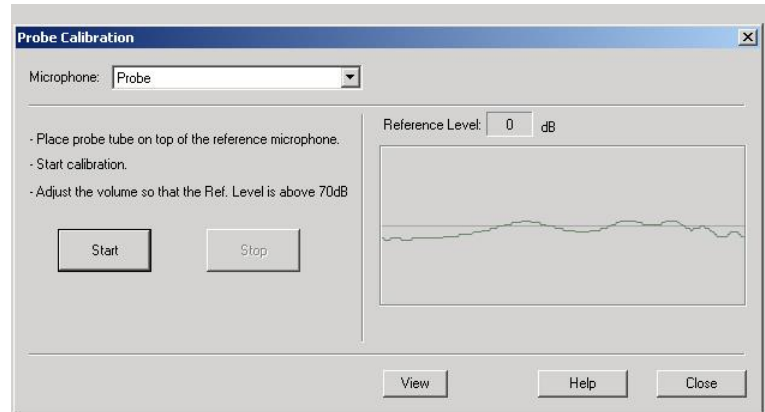 Probe Calibration
Microphone: Probe
- Place probe tube on top of the reference microphone.
- Start calibration.
- Adjust the volume so that the Ref. Level is above 70dB
Start Stop
Reference Level: 0 dB
View Help Close